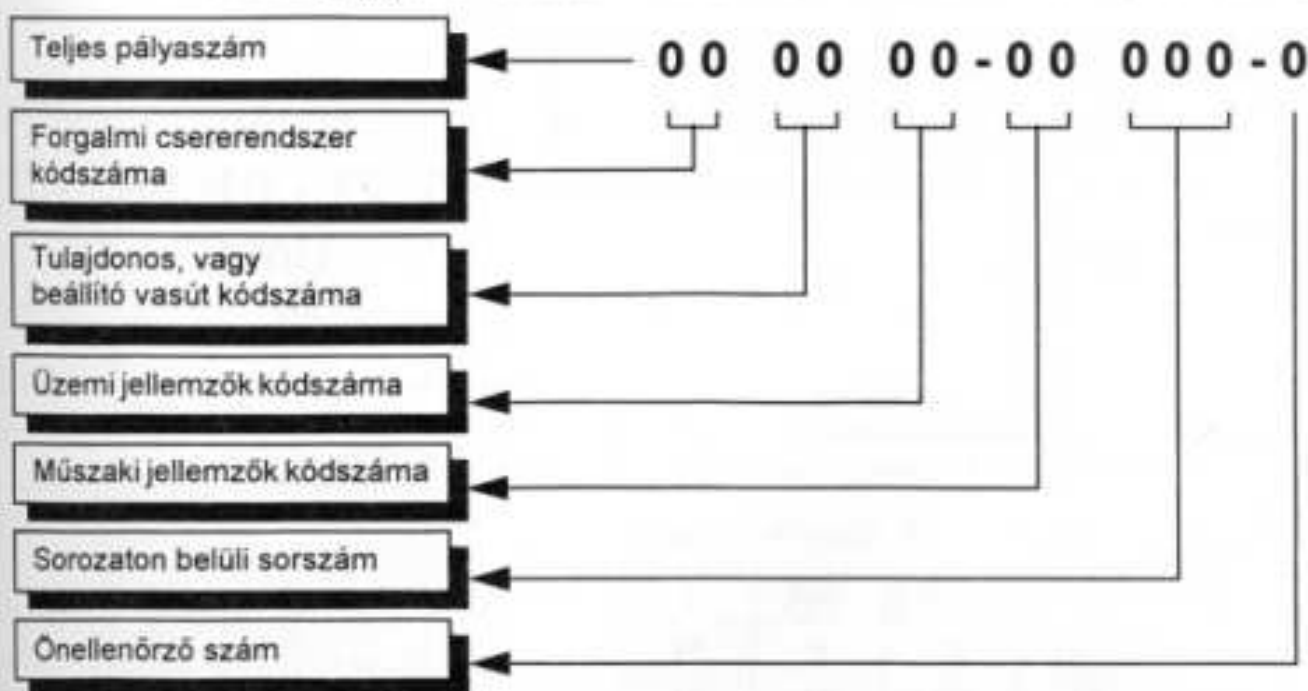 Teljes pályaszám
00 00 00-00 000-0
Forgalmi csererendszer
kódszáma
Tulajdonos, vagy
beállító vasút kódszáma
Üzemi jellemzők kódszáma
Műszaki jellemzők kódszáma
Sorozaton belüli sorszám
Önellenőrző szám